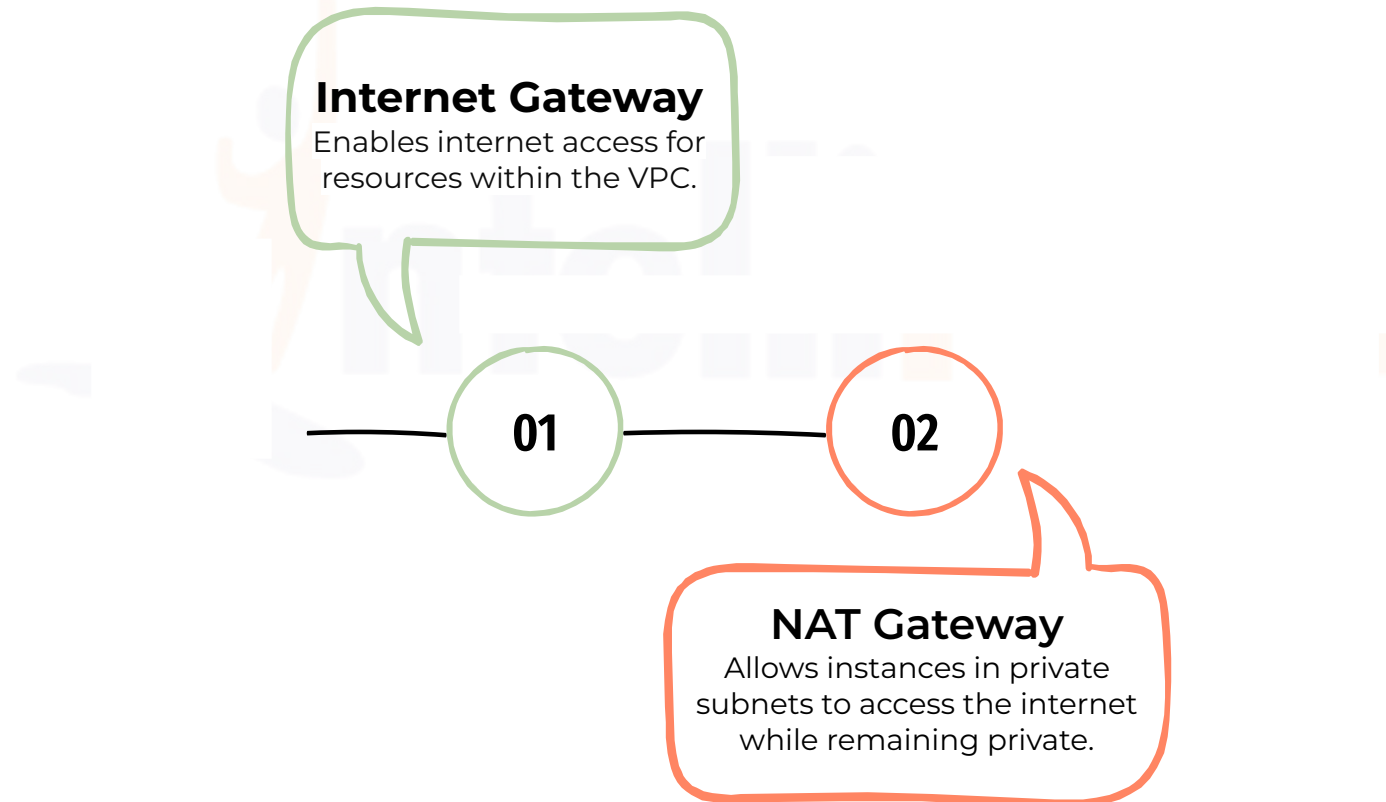 Internet Gateway
Enables internet access for
resources within the VPC.
01
02
NAT Gateway
Allows instances in private
subnets to access the internet
while remaining private.